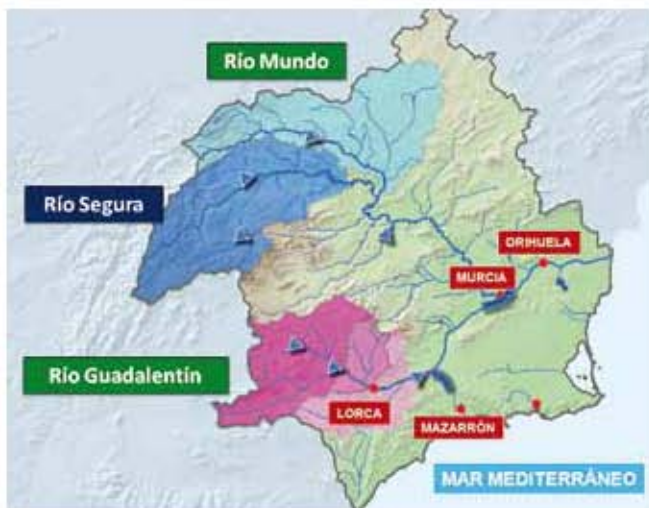 Río Mundo
Río Segura
ORIHUELA
MURCIA
Río Guadalentín
LORCA
MAZARRÓN
MAR MEDITERRÁNEO